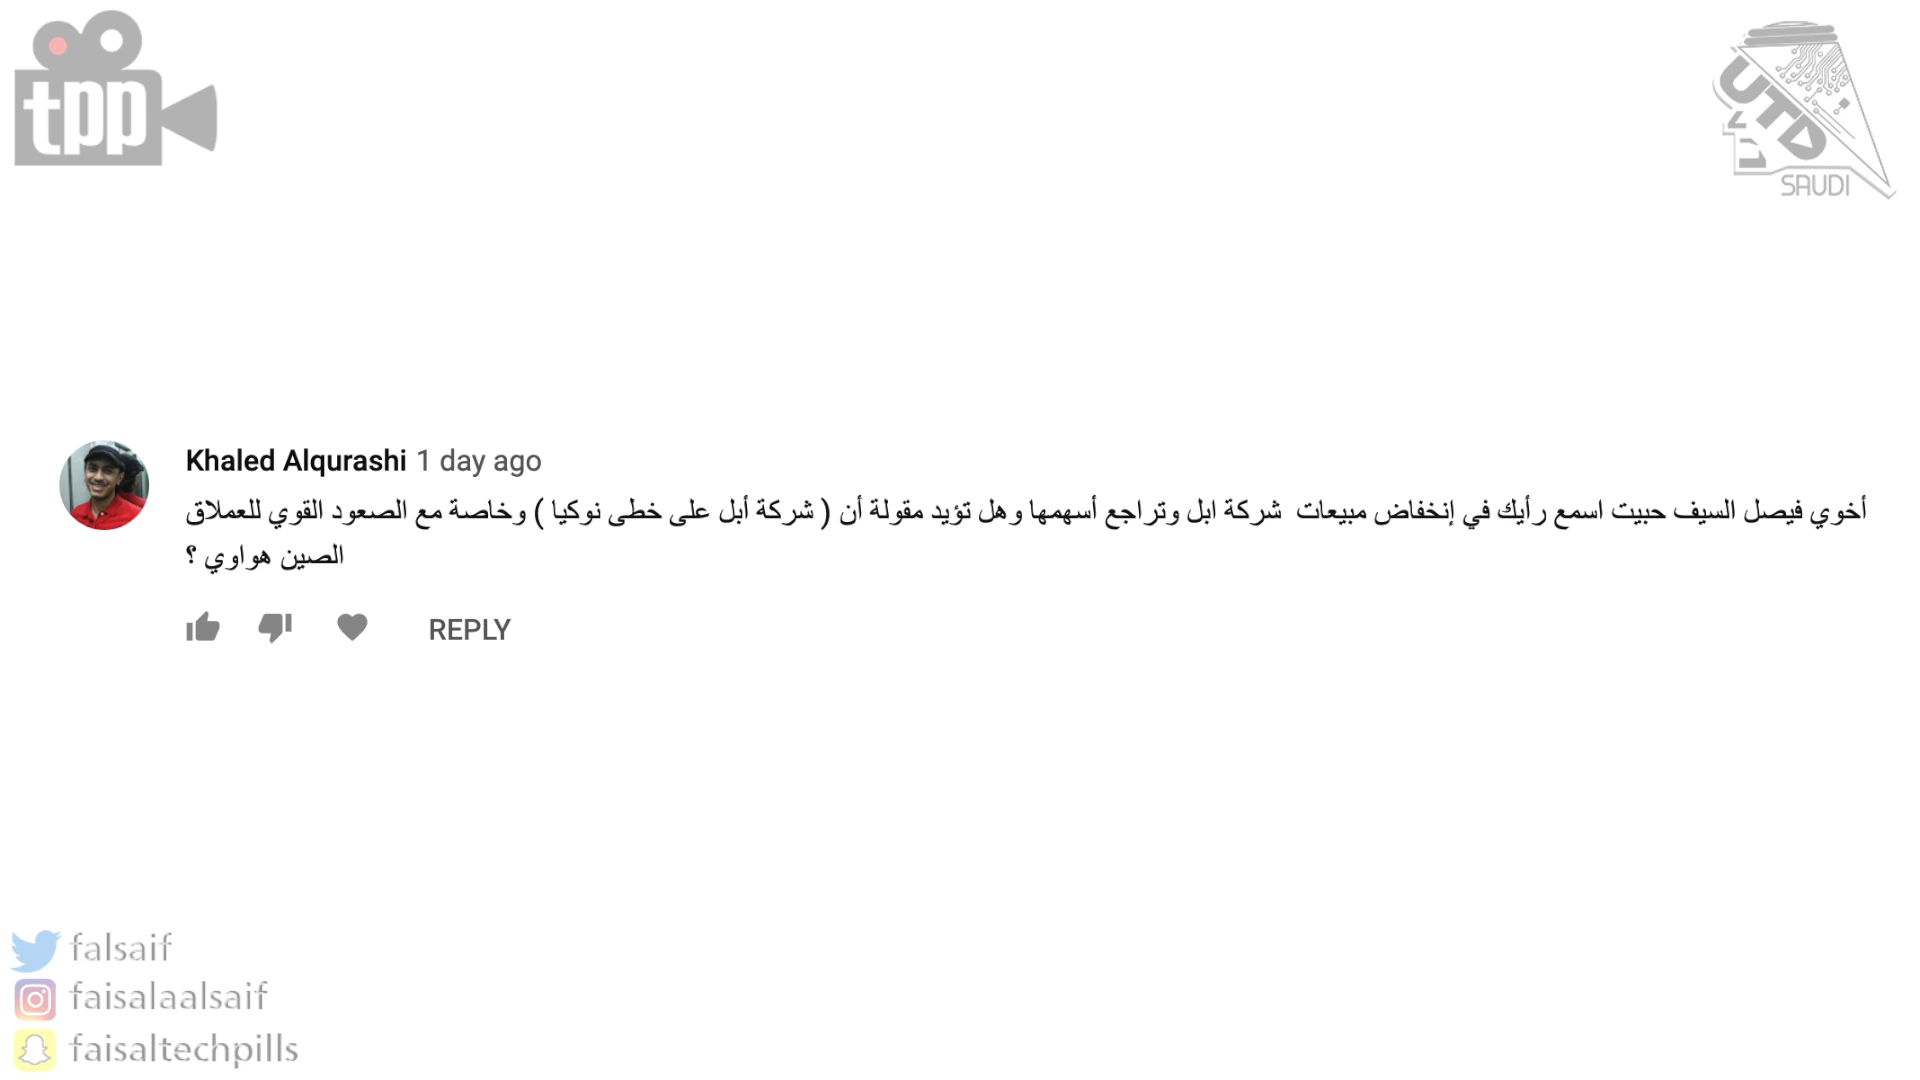 tpp
UTD
SAUDI
Khaled Alqurashi 1 day ago
أخوي فيصل السيف حبيت اسمع رأيك في إنخفاض مبيعات شركة ابل وتراجع أسهمها وهل تؤيد مقولة أن ( شركة أبل على خطى نوكيا ) وخاصة مع الصعود القوي للعملاق
الصين هواوي ؟
REPLY
falsaif
faisalaalsaif
faisaltechpills